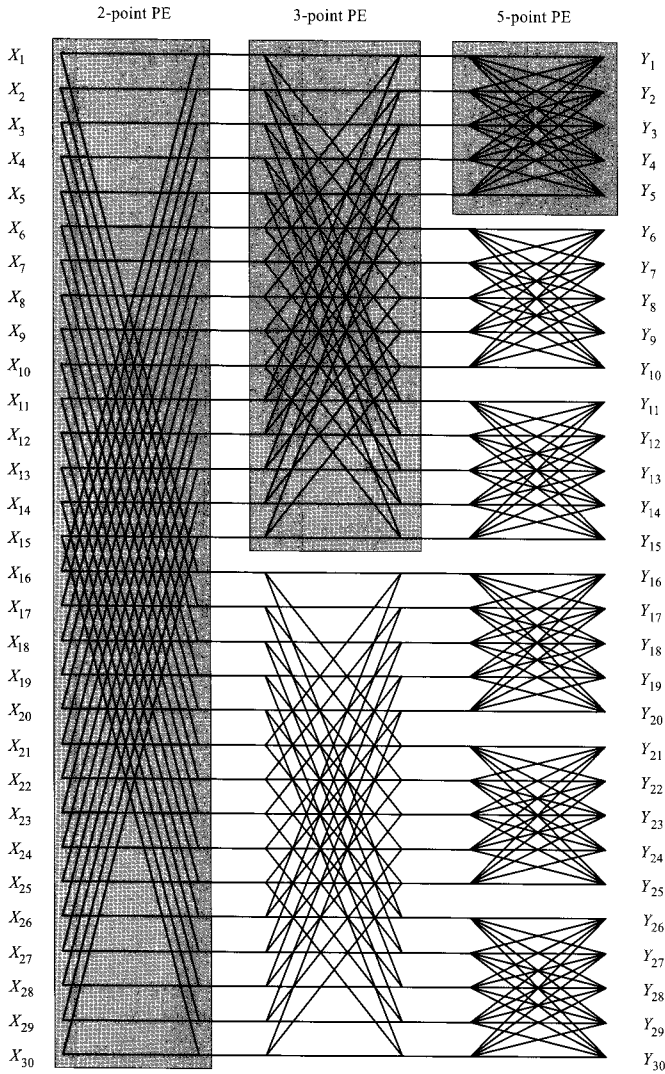 2-point PE 3-point PE 5-point PE
X1 Y1
X2 Y2
X3 Y3
X4 Y4
X5 Y5
X6 Y6
X7 Y7
X8 Y8
X9 Y9
X10 Y10
X11 Y11
X12 Y12
X13 Y13
X14 Y14
X15 Y15
X16 Y16
X17 Y17
X18 Y18
X19 Y19
X20 Y20
X21 Y21
X22 Y22
X23 Y23
X24 Y24
X25 Y25
X26 Y26
X27 Y27
X28 Y28
X29 Y29
X30 Y30